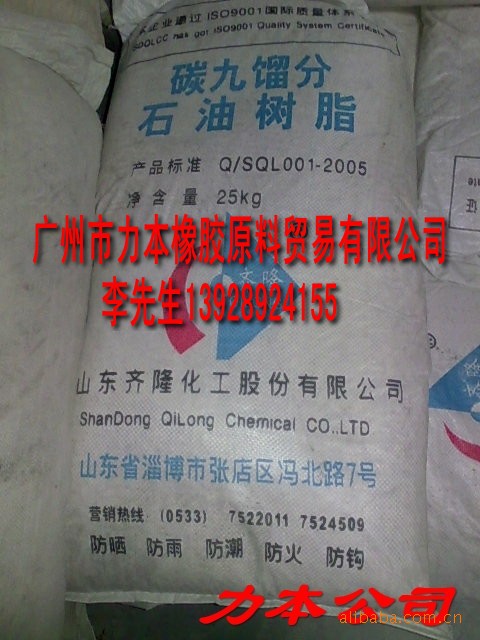 企业通过ISO9001国际质量体系
SDQLCC has got ISO9001 Quality System Certificate
碳九馏分
石油树脂
产品标准 Q/SQL001-2005
净含量 25kg
广州市力本橡胶原料贸易有限公司
齐隆
李先生13928924155
山东齐隆化工股份有限公司
ShanDong QiLong Chemical CO.,LTD
山东省淄博市张店区冯北路7号
营销热线:(0533) 7522011 7524509
防晒 防雨 防潮 防火 防钩
力本公司
alibaba.com.cn